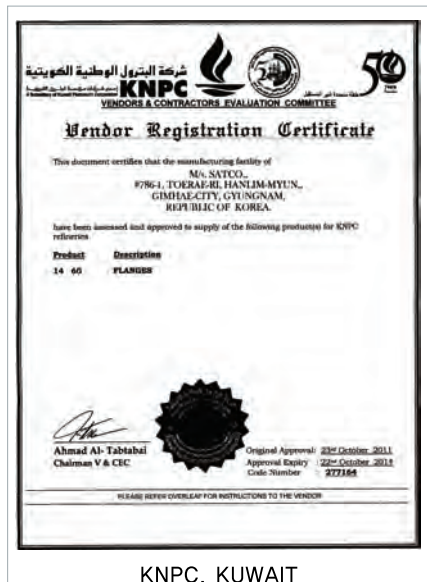 شركة البترول الوطنية الكويتية
KNPC
VENDORS & CONTRACTORS EVALUATION COMMITTEE
Vendor Registration Certificate
This document certifies that the manufacturing facility of
M/s. SATCO.,
#786-1, TOERAE-RI, HANLIM-MYUN.,
GIMHAE-CITY, GYUNGNAM,
REPUBLIC OF KOREA.
have been assessed and approved to supply of the following product(s) for KNPC
refineries
Product Description
14 60 FLANGES
Ahmad Al- Tabtabai
Chairman V & CEC
Original Approval: 23rd October 2011
Approval Expiry : 22nd October 2014
Code Number : 277164
PLEASE REFER OVERLEAF FOR INSTRUCTIONS TO THE VENDOR
KNPC, KUWAIT